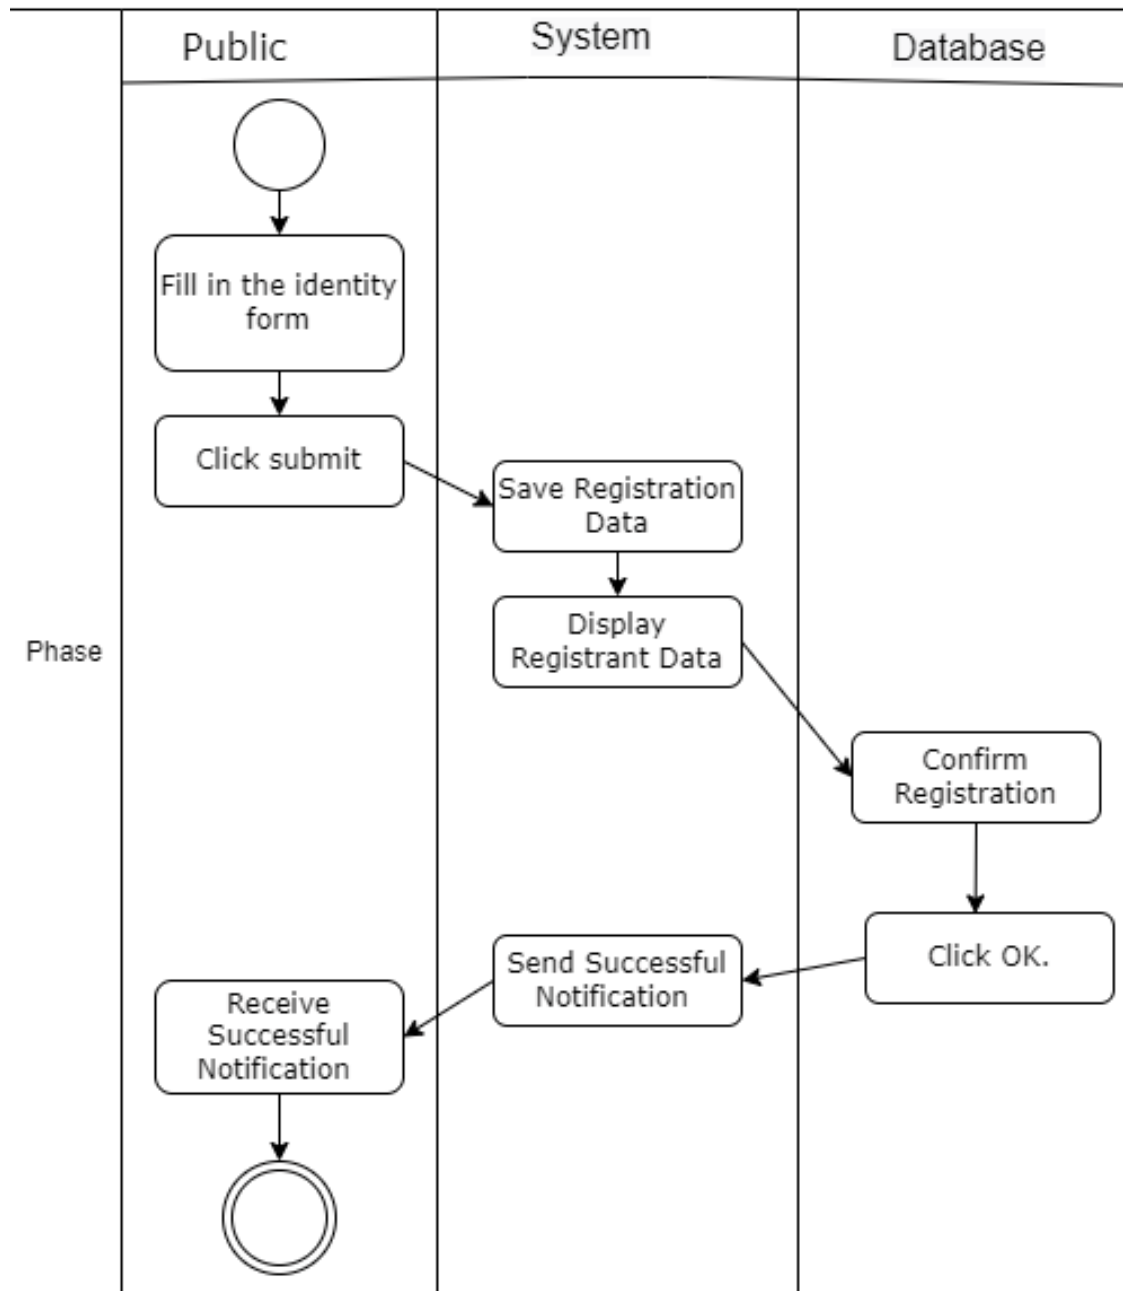 Public
System
Database
Fill in the identity
form
Click submit
Save Registration
Data
Display
Registrant Data
Phase
Confirm
Registration
Click OK.
Send Successful
Notification
Receive
Successful
Notification